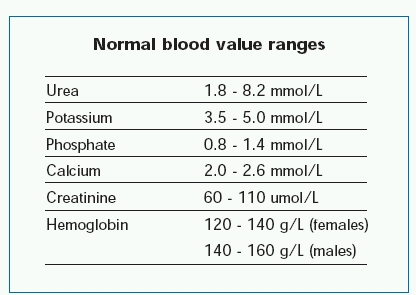 Normal blood value ranges
Urea 1.8 - 8.2 mmol/L
Potassium 3.5 - 5.0 mmol/L
Phosphate 0.8 - 1.4 mmol/L
Calcium 2.0 - 2.6 mmol/L
Creatinine 60 - 110 umol/L
Hemoglobin 120 - 140 g/L (females)
140 - 160 g/L (males)